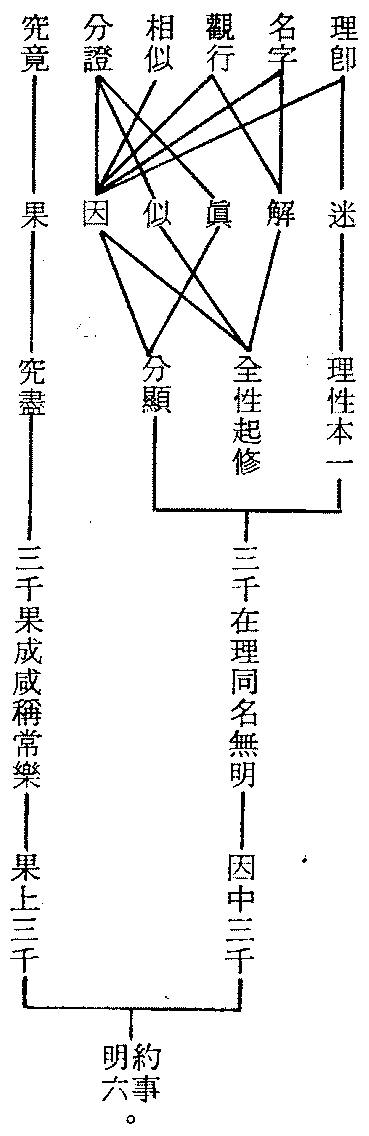 理卽
名字
觀行
相似
分證
究竟
迷
解
眞
似
因
果
理性本一
全性起修
分顯
究盡
三千在理同名無明
三千果成咸稱常樂
因中三千
果上三千
約事
明六。